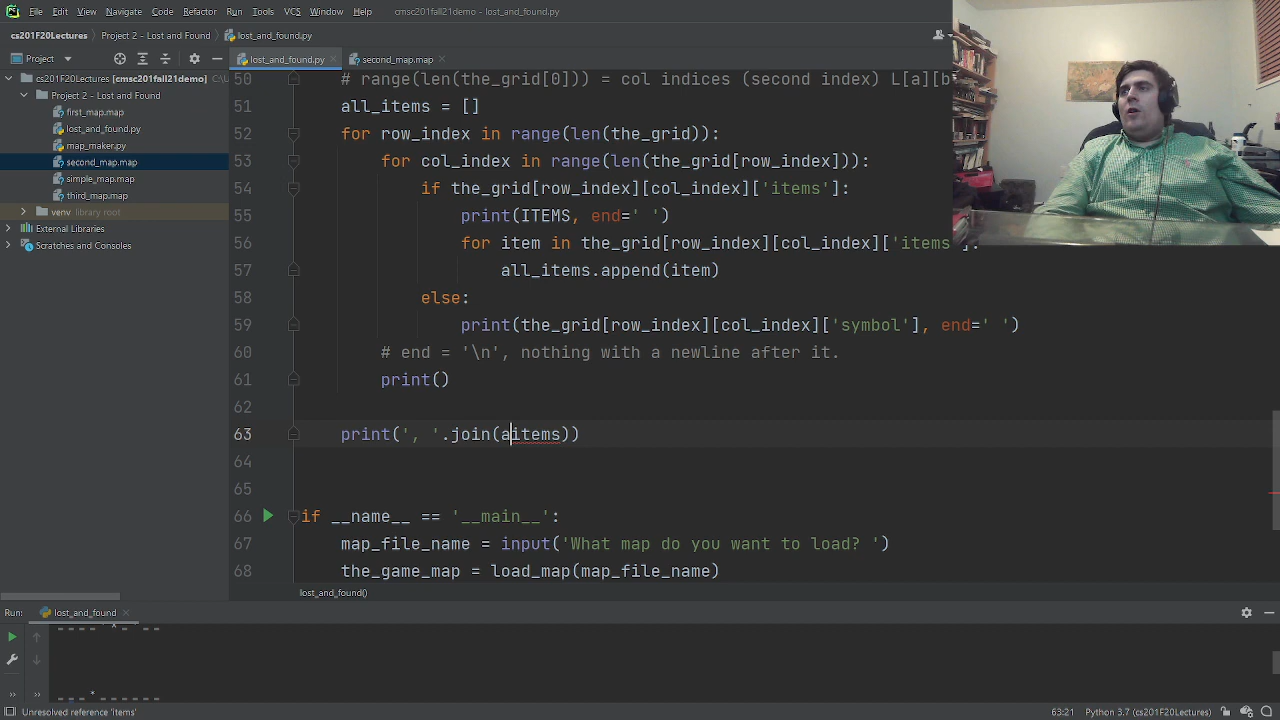 File Edit View Navigate Code Refactor Run Tools VCS Window Help cmsc201fall21demo - lost_and_found.py
cs201F20Lectures Project 2 - Lost and Found lost_and_found.py
Project lost_and_found.py second_map.map
cs201F20Lectures [cmsc201fall21demo] C:\U
Project 2 - Lost and Found
first_map.map
lost_and_found.py
map_maker.py
second_map.map
simple_map.map
third_map.map
venv library root
External Libraries
Scratches and Consoles
50 # range(len(the_grid[0])) = col indices (second index) L[a][b
51 all_items = []
52 for row_index in range(len(the_grid)):
53 for col_index in range(len(the_grid[row_index])):
54 if the_grid[row_index][col_index]['items']:
55 print(ITEMS, end=' ')
56 for item in the_grid[row_index][col_index]['items']:
57 all_items.append(item)
58 else:
59 print(the_grid[row_index][col_index]['symbol'], end=' ')
60 # end = '\n', nothing with a newline after it.
61 print()
62
63 print(', '.join(aitems))
64
65
66 if __name__ == '__main__':
67 map_file_name = input('What map do you want to load? ')
68 the_game_map = load_map(map_file_name)
lost_and_found()
Run: lost_and_found
_ _ _ _ * _ _
_ _ _ * _ _ _ _ _ _
Unresolved reference 'items' 63:21 Python 3.7 (cs201F20Lectures)